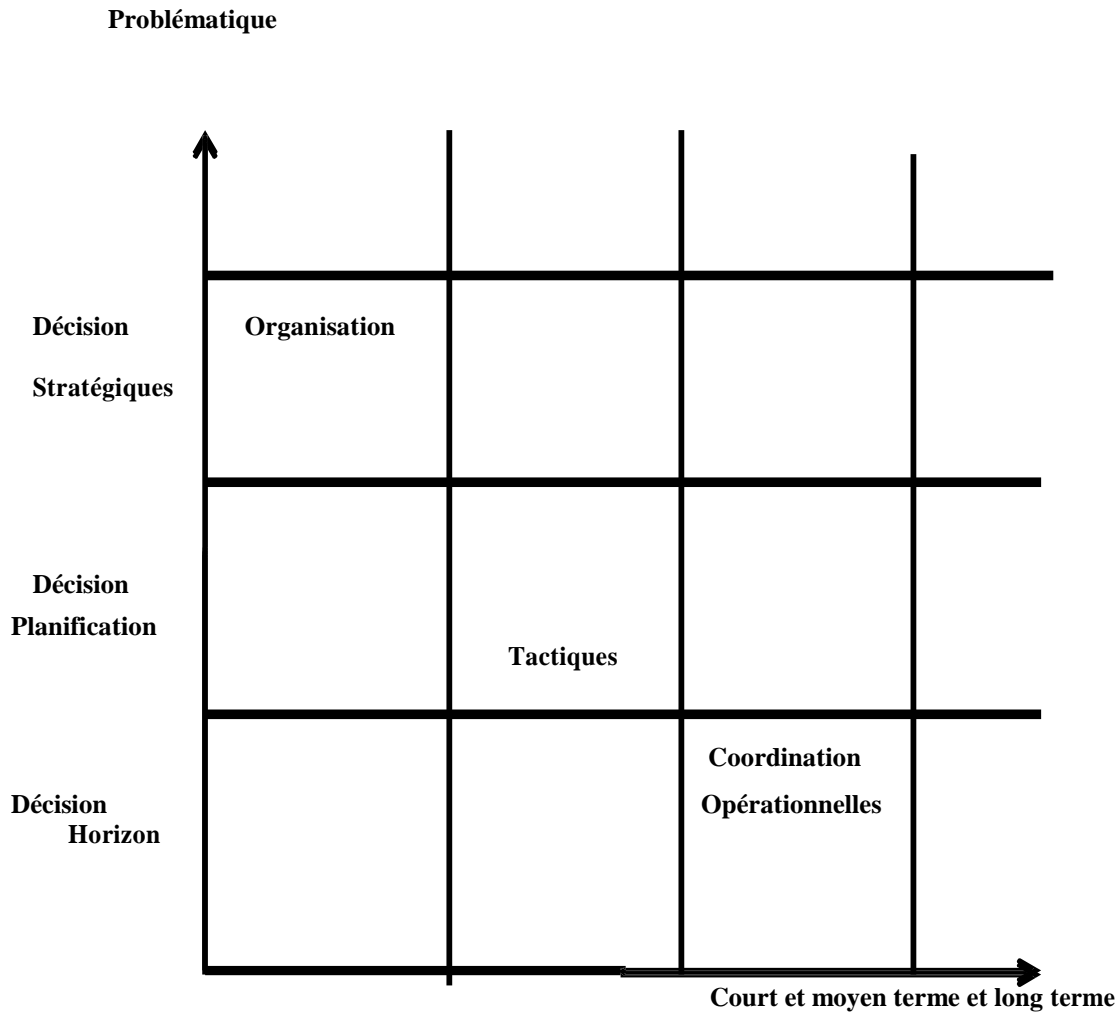 Problématique
Décision Organisation
Stratégiques
Décision
Planification
Tactiques
Coordination
Décision Opérationnelles
Horizon
Court et moyen terme et long terme